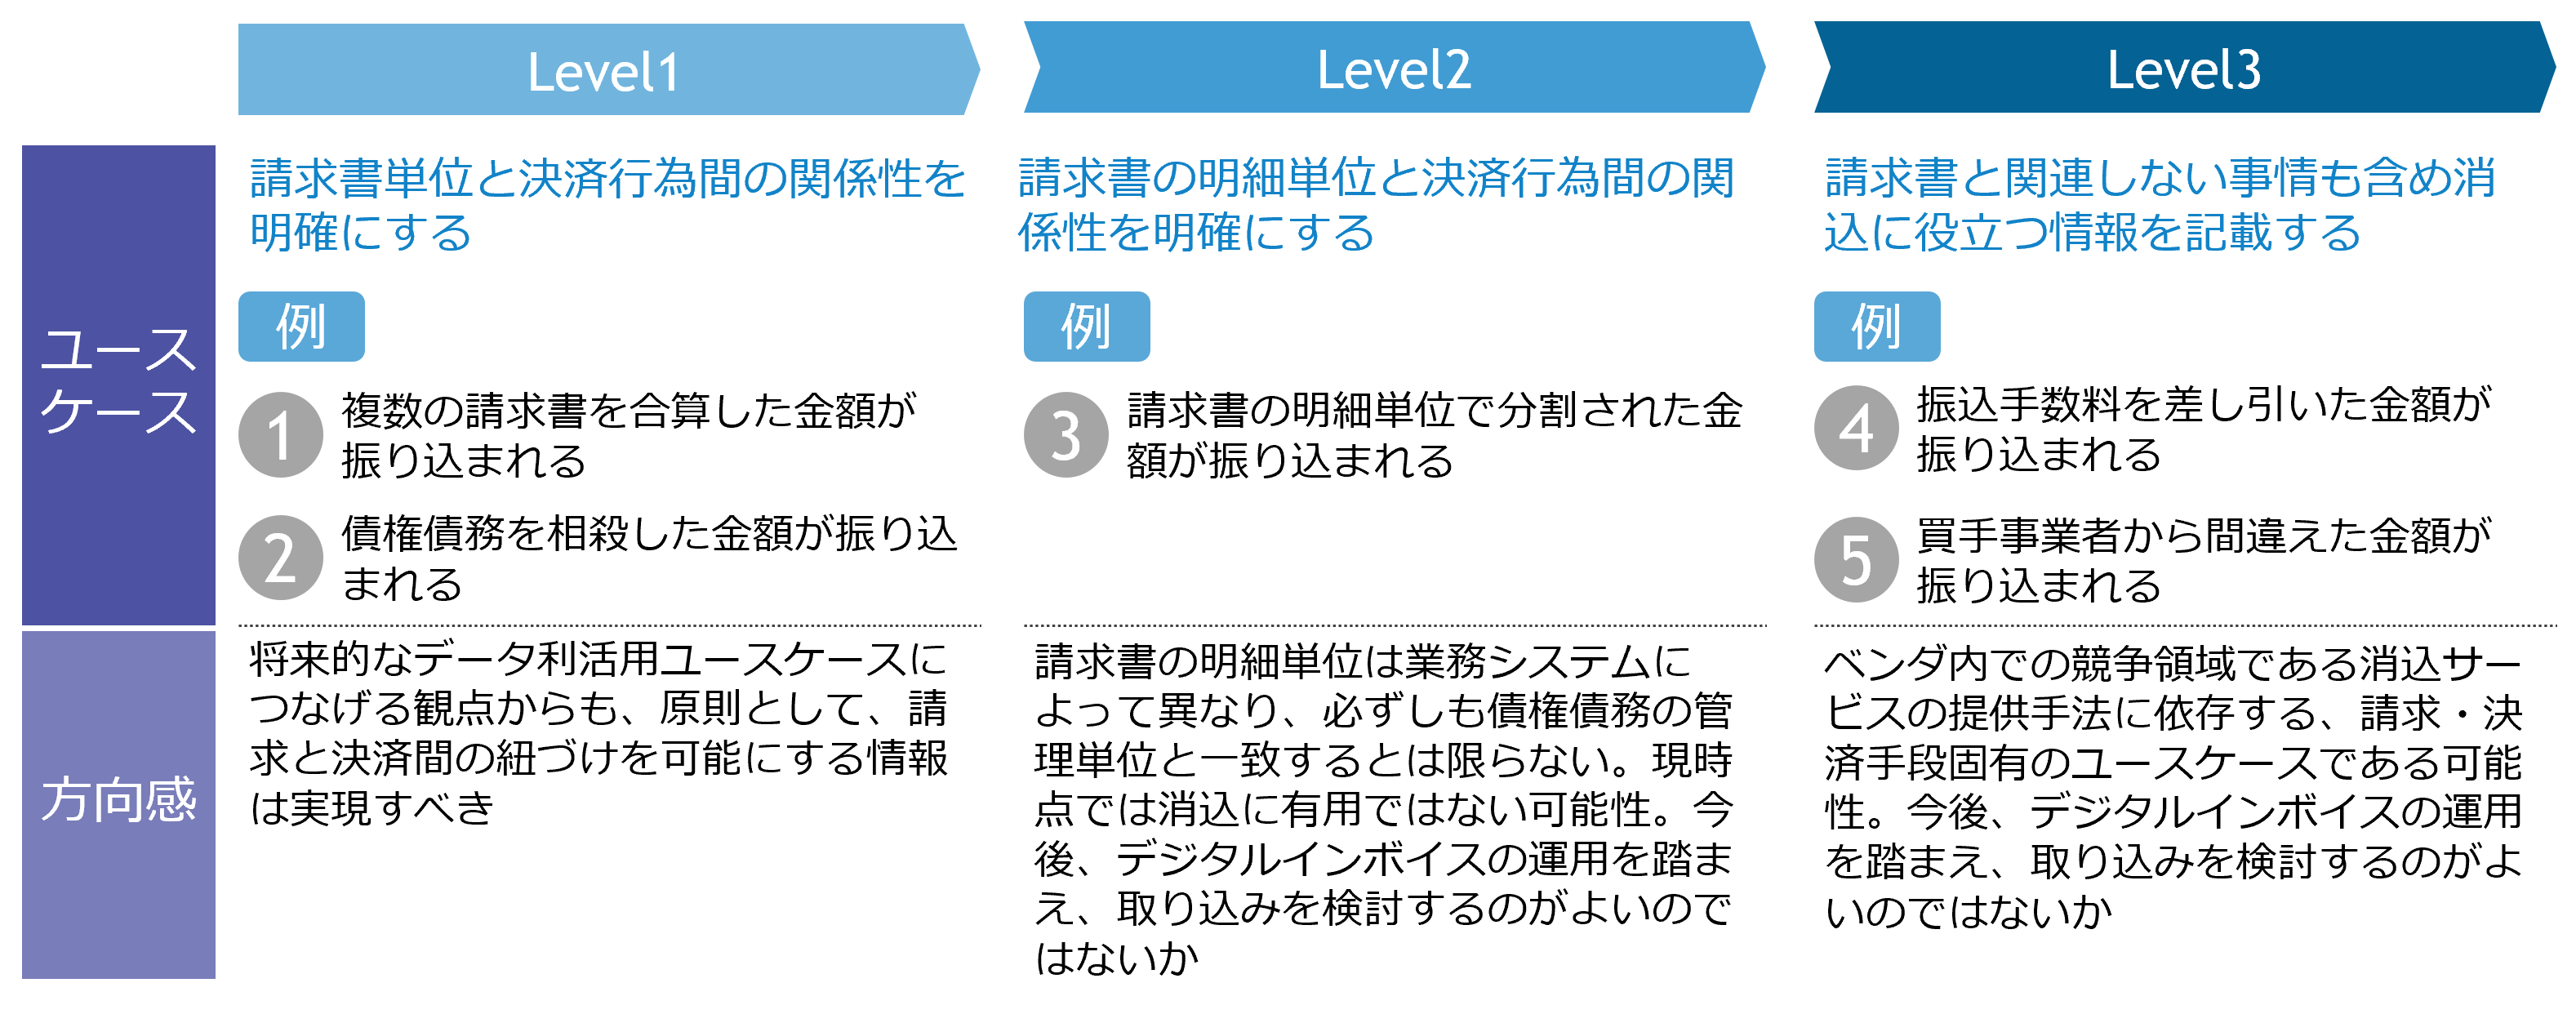 Level1
Level2
Level3
ユース
ケース
請求書単位と決済行為間の関係性を
明確にする
例
1
複数の請求書を合算した金額が
振り込まれる
2
債権債務を相殺した金額が振り込
まれる
請求書の明細単位と決済行為間の関
係性を明確にする
例
3
請求書の明細単位で分割された金
額が振り込まれる
請求書と関連しない事情も含め消
込に役立つ情報を記載する
例
4
振込手数料を差し引いた金額が
振り込まれる
5
買手事業者から間違えた金額が
振り込まれる
方向感
将来的なデータ利活用ユースケースに
つなげる観点からも、原則として、請
求と決済間の紐づけを可能にする情報
は実現すべき
請求書の明細単位は業務システムに
よって異なり、必ずしも債権債務の管
理単位と一致するとは限らない。現時
点では消込に有用ではない可能性。今
後、デジタルインボイスの運用を踏ま
え、取り込みを検討するのがよいので
はないか
ベンダ内での競争領域である消込サー
ビスの提供手法に依存する、請求・決
済手段固有のユースケースである可能
性。今後、デジタルインボイスの運用
を踏まえ、取り込みを検討するのがよ
いのではないか